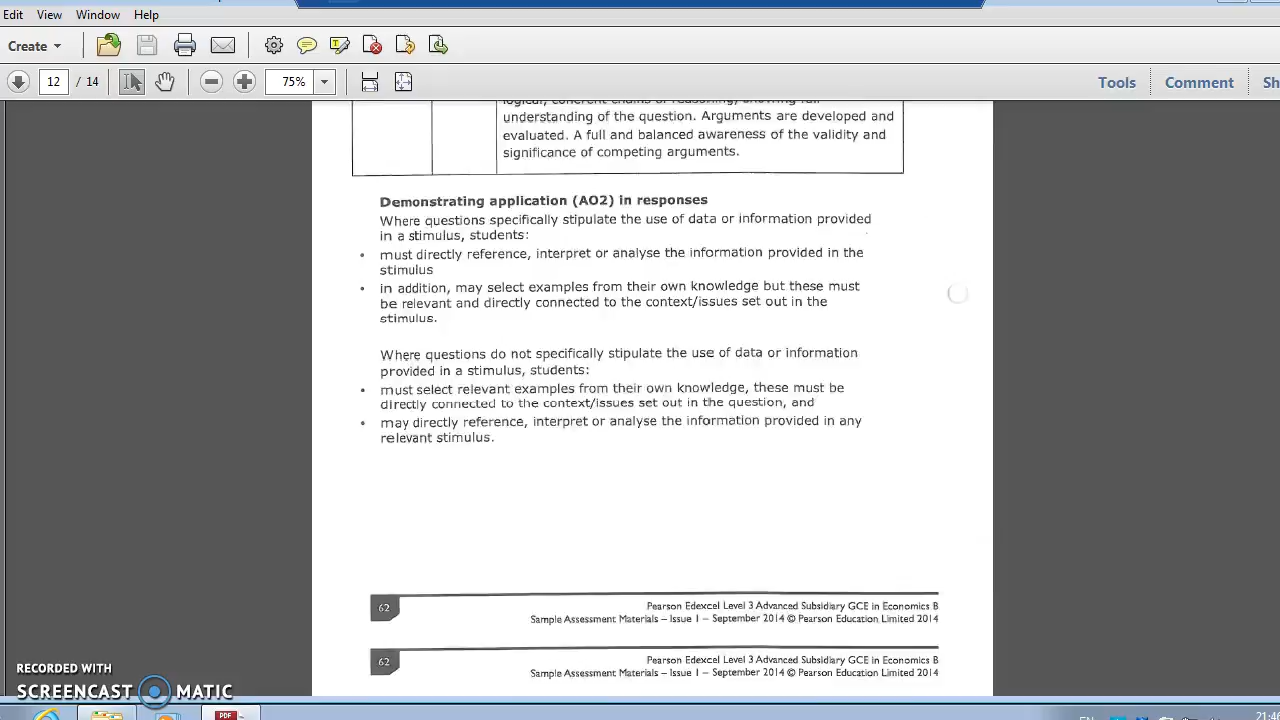 Edit View Window Help
Create
12 / 14 75% Tools Comment
understanding of the question. Arguments are developed and
evaluated. A full and balanced awareness of the validity and
significance of competing arguments.
Demonstrating application (AO2) in responses
Where questions specifically stipulate the use of data or information provided
in a stimulus, students:
• must directly reference, interpret or analyse the information provided in the
stimulus
• in addition, may select examples from their own knowledge but these must
be relevant and directly connected to the context/issues set out in the
stimulus.
Where questions do not specifically stipulate the use of data or information
provided in a stimulus, students:
• must select relevant examples from their own knowledge, these must be
directly connected to the context/issues set out in the question, and
• may directly reference, interpret or analyse the information provided in any
relevant stimulus.
62 Pearson Edexcel Level 3 Advanced Subsidiary GCE in Economics B
Sample Assessment Materials – Issue 1 – September 2014 © Pearson Education Limited 2014
62 Pearson Edexcel Level 3 Advanced Subsidiary GCE in Economics B
Sample Assessment Materials – Issue 1 – September 2014 © Pearson Education Limited 2014
RECORDED WITH
SCREENCAST MATIC
PDF